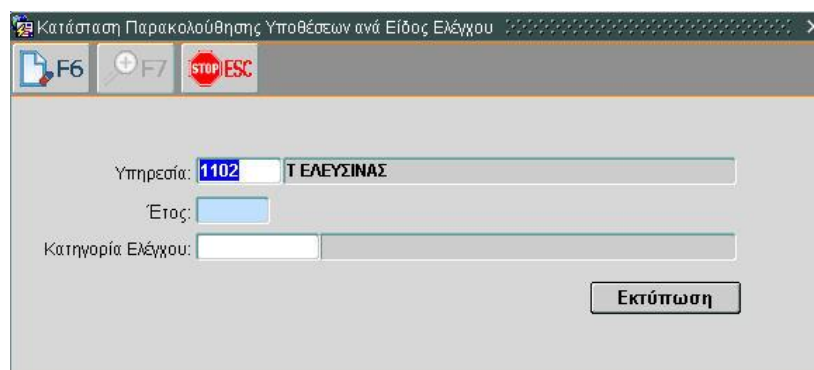 Κατάσταση Παρακολούθησης Υποθέσεων ανά Είδος Ελέγχου
F6 F7 STOP ESC
Υπηρεσία: 1102 Τ ΕΛΕΥΣΙΝΑΣ
Έτος:
Κατηγορία Ελέγχου:
Εκτύπωση